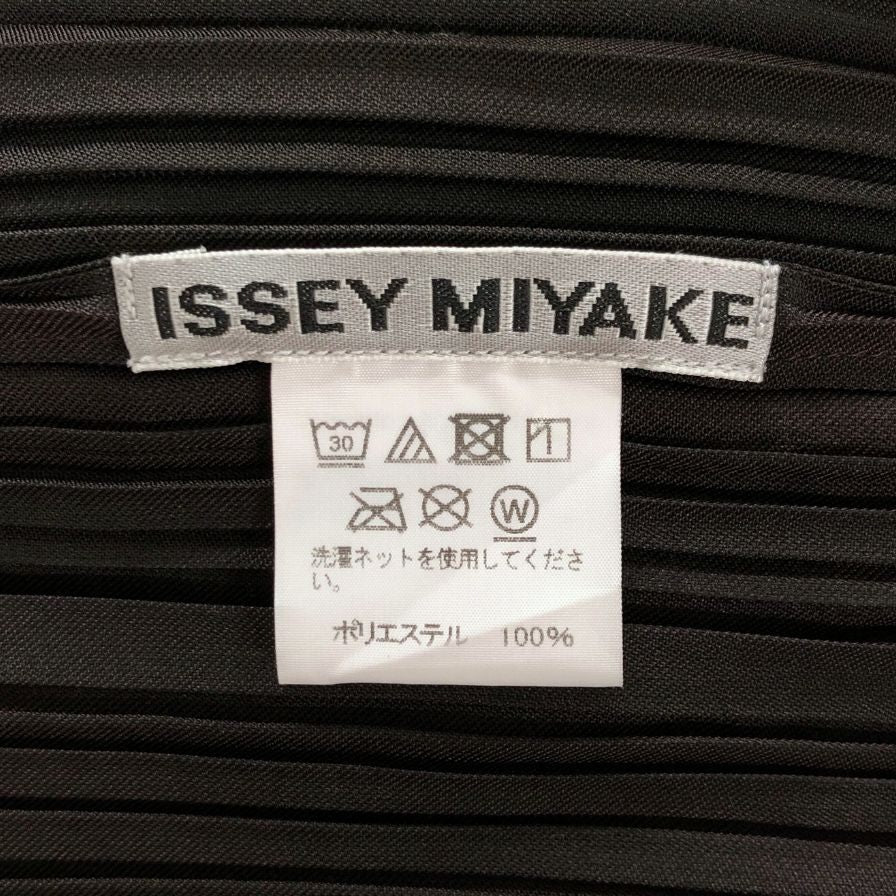 ISSEY MIYAKE
30
1
W
洗濯ネットを使用してくださ
い。
ポリエステル 100%